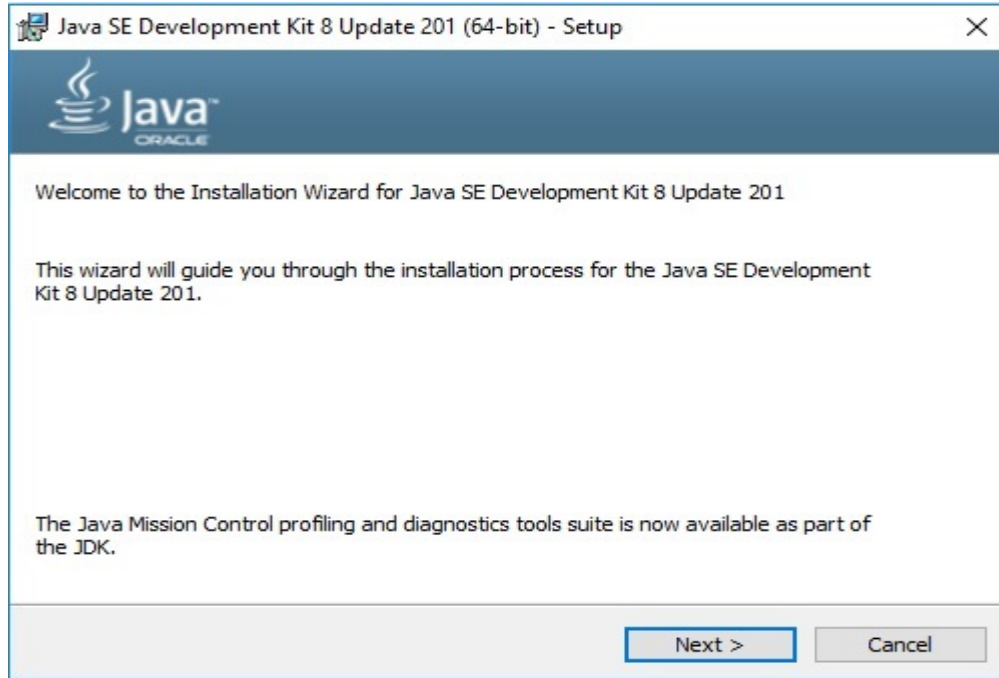 Java SE Development Kit 8 Update 201 (64-bit) - Setup
Java™
ORACLE
Welcome to the Installation Wizard for Java SE Development Kit 8 Update 201
This wizard will guide you through the installation process for the Java SE Development
Kit 8 Update 201.
The Java Mission Control profiling and diagnostics tools suite is now available as part of
the JDK.
Next >
Cancel